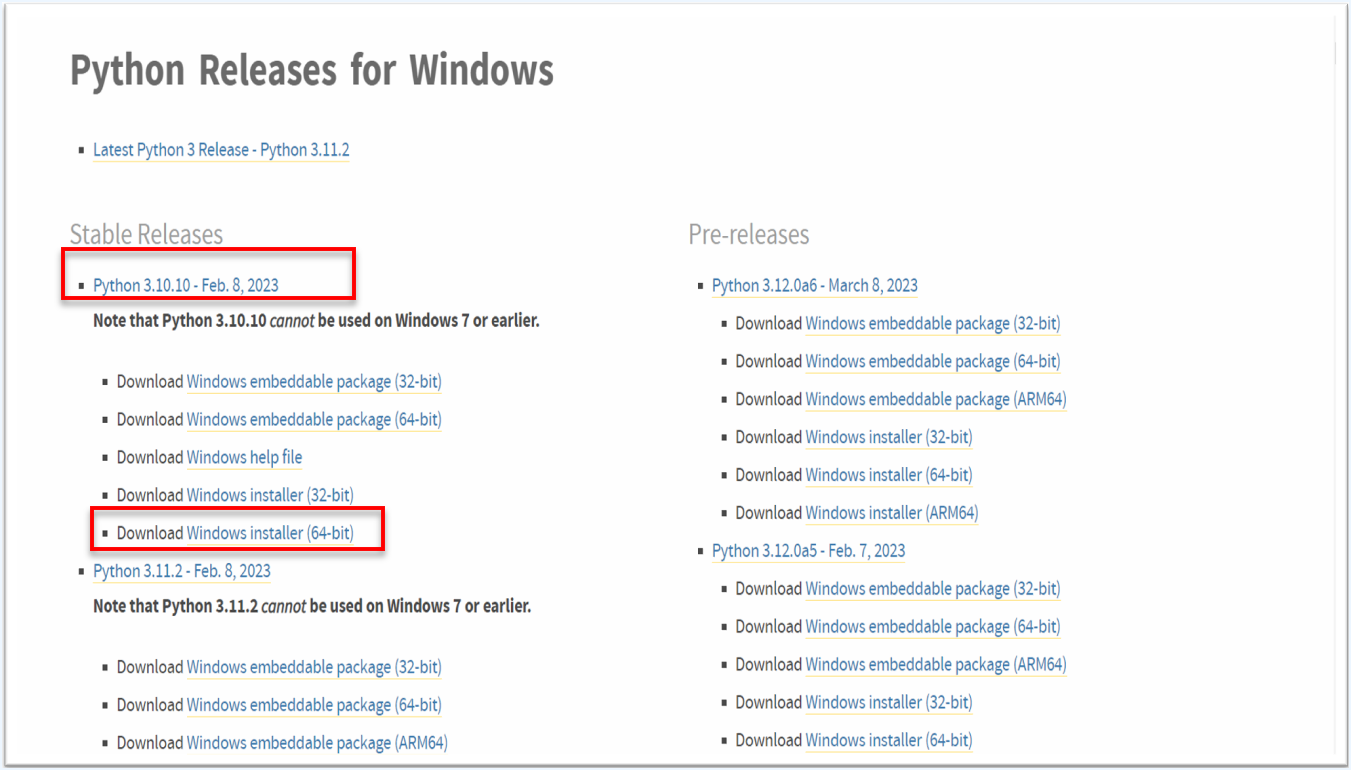 Python Releases for Windows
Latest Python 3 Release - Python 3.11.2
Stable Releases
Python 3.10.10 - Feb. 8, 2023
Note that Python 3.10.10 cannot be used on Windows 7 or earlier.
Download Windows embeddable package (32-bit)
Download Windows embeddable package (64-bit)
Download Windows help file
Download Windows installer (32-bit)
Download Windows installer (64-bit)
Python 3.11.2 - Feb. 8, 2023
Note that Python 3.11.2 cannot be used on Windows 7 or earlier.
Download Windows embeddable package (32-bit)
Download Windows embeddable package (64-bit)
Download Windows embeddable package (ARM64)
Pre-releases
Python 3.12.0a6 - March 8, 2023
Download Windows embeddable package (32-bit)
Download Windows embeddable package (64-bit)
Download Windows embeddable package (ARM64)
Download Windows installer (32-bit)
Download Windows installer (64-bit)
Download Windows installer (ARM64)
Python 3.12.0a5 - Feb. 7, 2023
Download Windows embeddable package (32-bit)
Download Windows embeddable package (64-bit)
Download Windows embeddable package (ARM64)
Download Windows installer (32-bit)
Download Windows installer (64-bit)